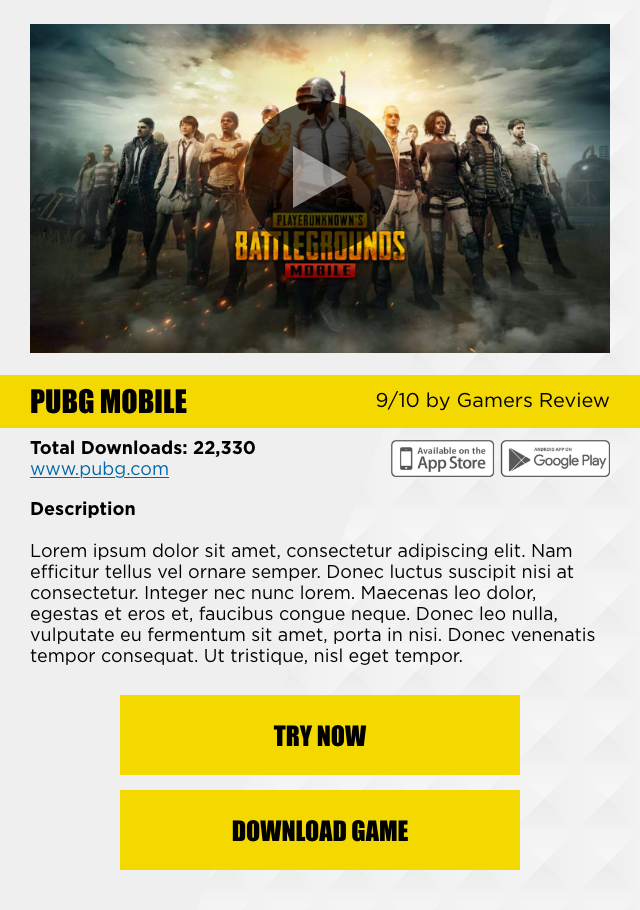 PLAYERUNKNOWN'S
BATTLEGROUNDS
MOBILE
PUBG MOBILE
9/10 by Gamers Review
Total Downloads: 22,330
www.pubg.com
Available on the
App Store
ANDROID APP ON
Google Play
Description
Lorem ipsum dolor sit amet, consectetur adipiscing elit. Nam
efficitur tellus vel ornare semper. Donec luctus suscipit nisi at
consectetur. Integer nec nunc lorem. Maecenas leo dolor,
egestas et eros et, faucibus congue neque. Donec leo nulla,
vulputate eu fermentum sit amet, porta in nisi. Donec venenatis
tempor consequat. Ut tristique, nisl eget tempor.
TRY NOW
DOWNLOAD GAME